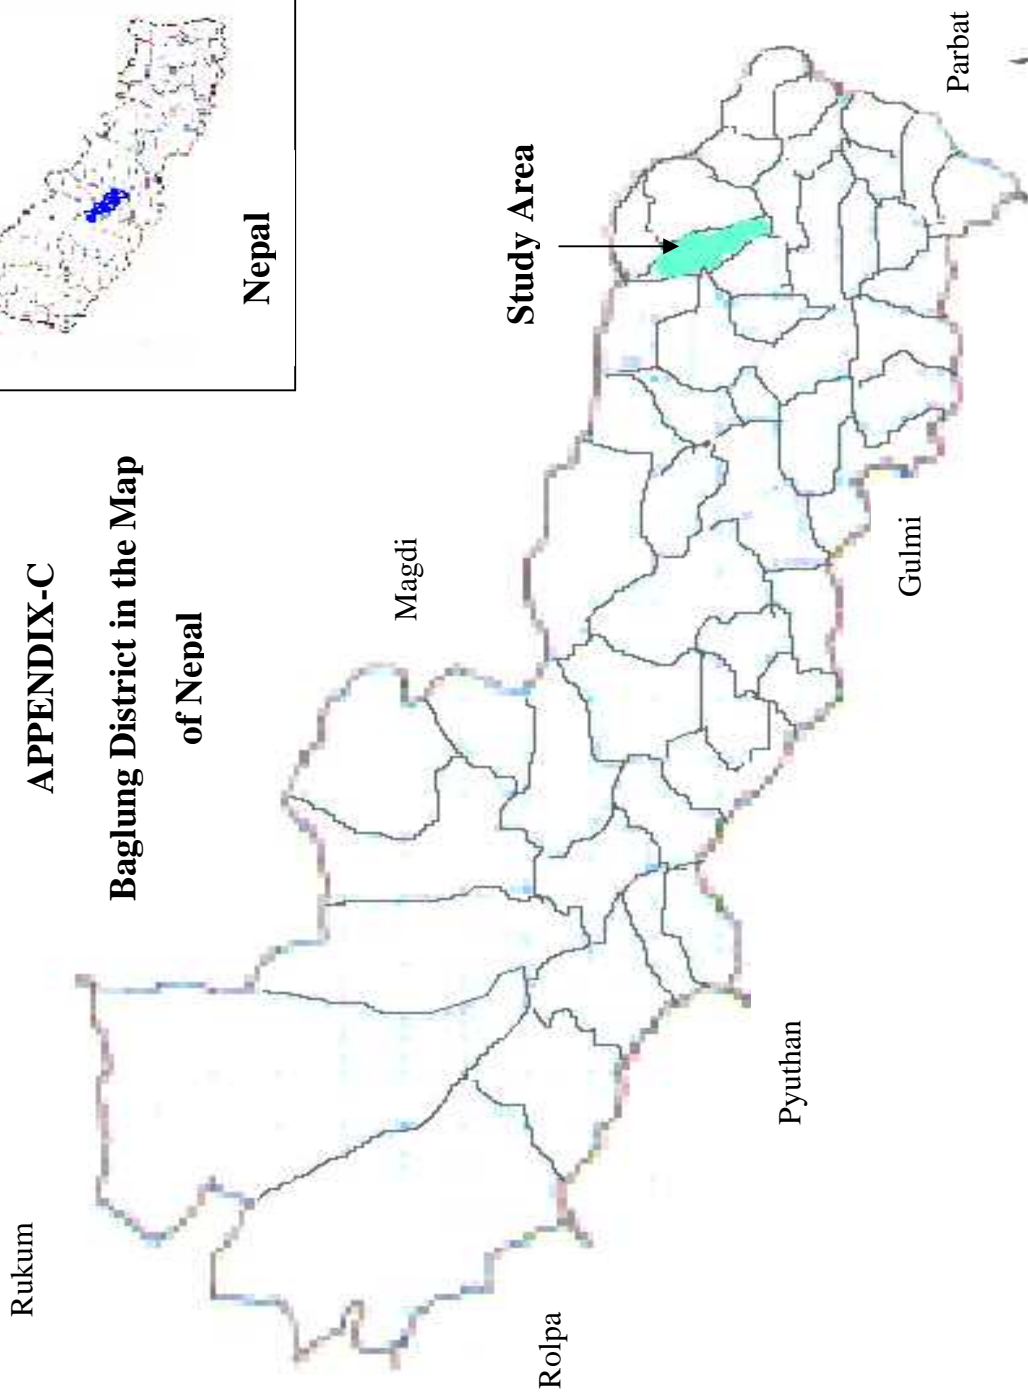 APPENDIX-C
Baglung District in the Map
of Nepal
Nepal
Rukum
Magdi
Study Area
Parbat
Rolpa
Pyuthan
Gulmi